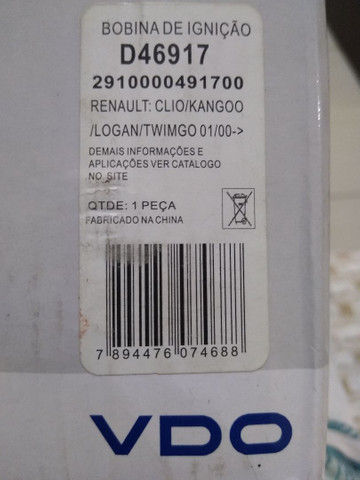 BOBINA DE IGNIÇÃO
D46917
2910000491700
RENAULT: CLIO/KANGOO
/LOGAN/TWIMGO 01/00->
DEMAIS INFORMAÇÕES E
APLICAÇÕES VER CATALOGO
NO SITE
QTDE: 1 PEÇA
FABRICADO NA CHINA
7 894476 074688
VDO